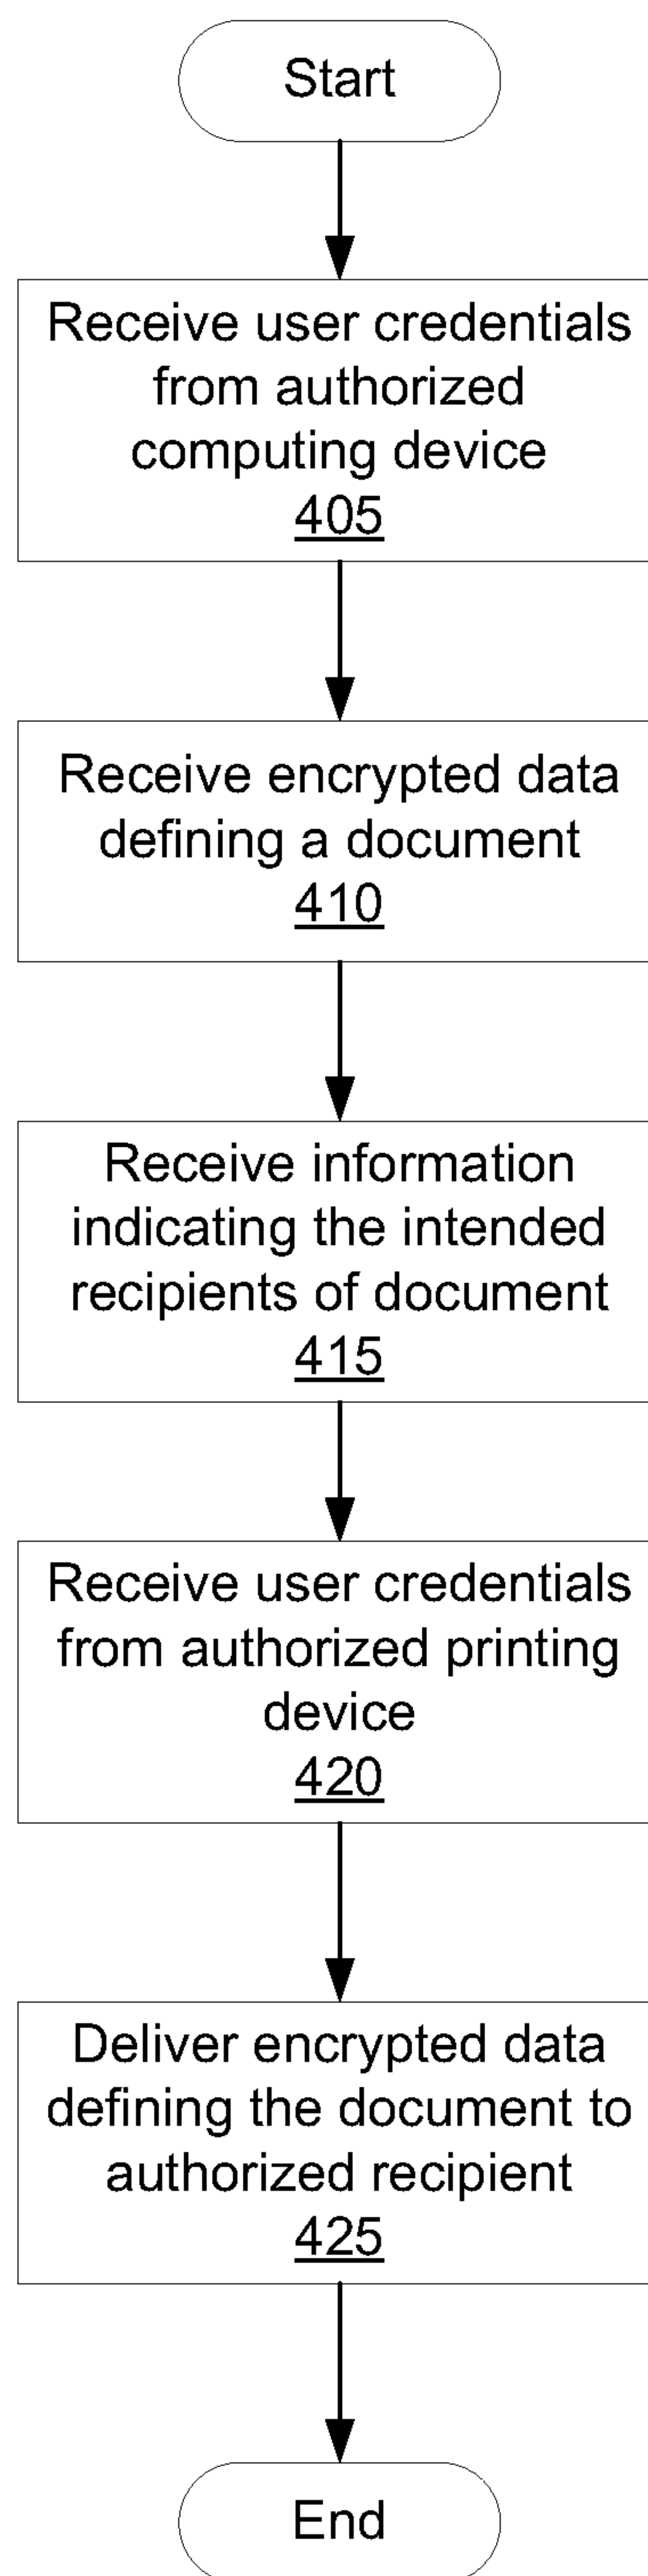 Start
Receive user credentials
from authorized
computing device
405
Receive encrypted data
defining a document
410
Receive information
indicating the intended
recipients of document
415
Receive user credentials
from authorized printing
device
420
Deliver encrypted data
defining the document to
authorized recipient
425
End